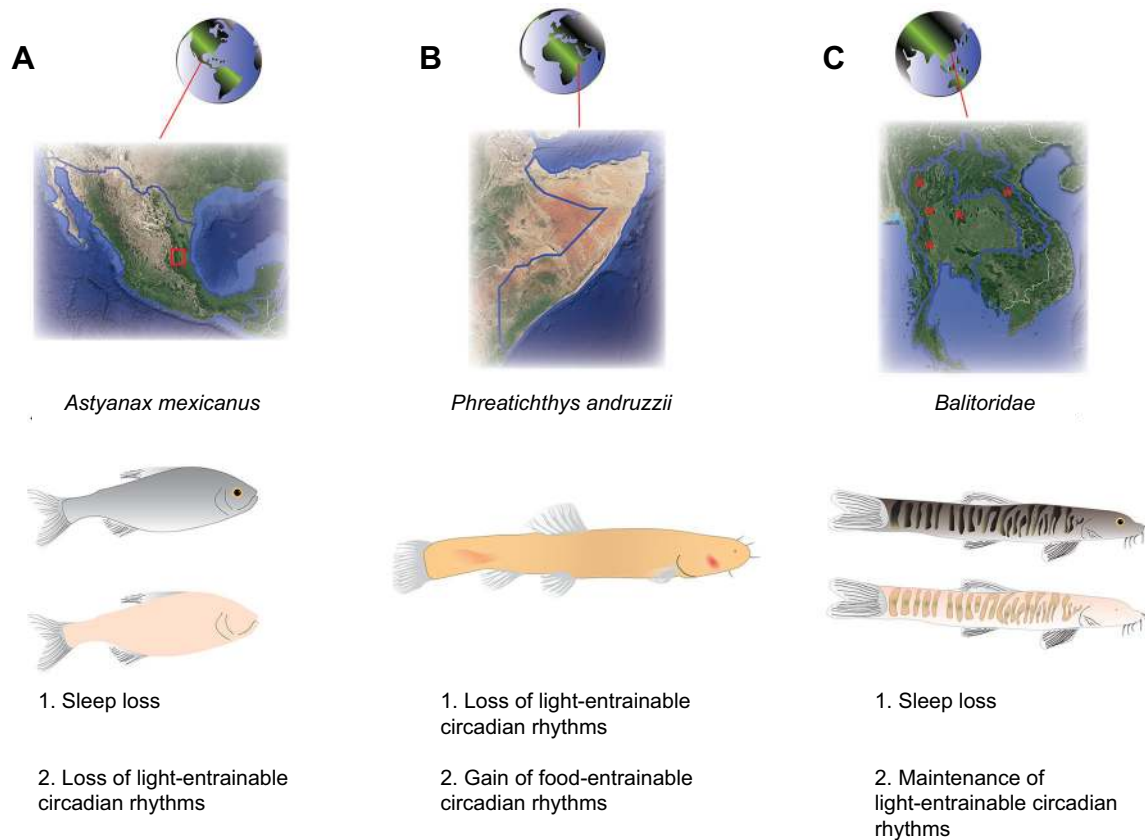 A
B
C
Astyanax mexicanus
Phreatichthys andruzzii
Balitoridae
1. Sleep loss
2. Loss of light-entrainable
circadian rhythms
1. Loss of light-entrainable
circadian rhythms
2. Gain of food-entrainable
circadian rhythms
1. Sleep loss
2. Maintenance of
light-entrainable circadian
rhythms